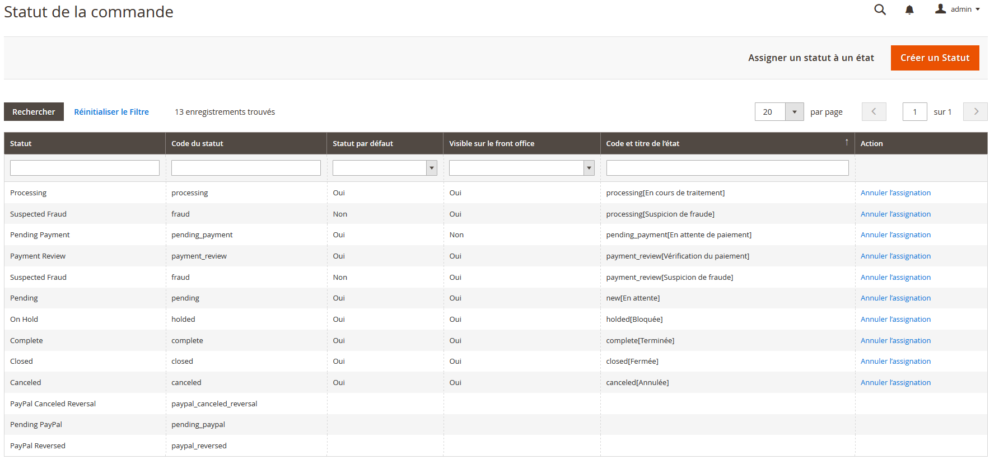 Statut de la commande
admin
Assigner un statut à un état
Créer un Statut
Rechercher Réinitialiser le Filtre 13 enregistrements trouvés 20 par page 1 sur 1
Statut Code du statut Statut par défaut Visible sur le front office Code et titre de l'état ↑ Action
Processing processing Oui Oui processing[En cours de traitement] Annuler l'assignation
Suspected Fraud fraud Non Oui processing[Suspicion de fraude] Annuler l'assignation
Pending Payment pending_payment Oui Non pending_payment[En attente de paiement] Annuler l'assignation
Payment Review payment_review Oui Oui payment_review[Vérification du paiement] Annuler l'assignation
Suspected Fraud fraud Non Oui payment_review[Suspicion de fraude] Annuler l'assignation
Pending pending Oui Oui new[En attente] Annuler l'assignation
On Hold holded Oui Oui holded[Bloquée] Annuler l'assignation
Complete complete Oui Oui complete[Terminée] Annuler l'assignation
Closed closed Oui Oui closed[Fermée] Annuler l'assignation
Canceled canceled Oui Oui canceled[Annulée] Annuler l'assignation
PayPal Canceled Reversal paypal_canceled_reversal
Pending PayPal pending_paypal
PayPal Reversed paypal_reversed